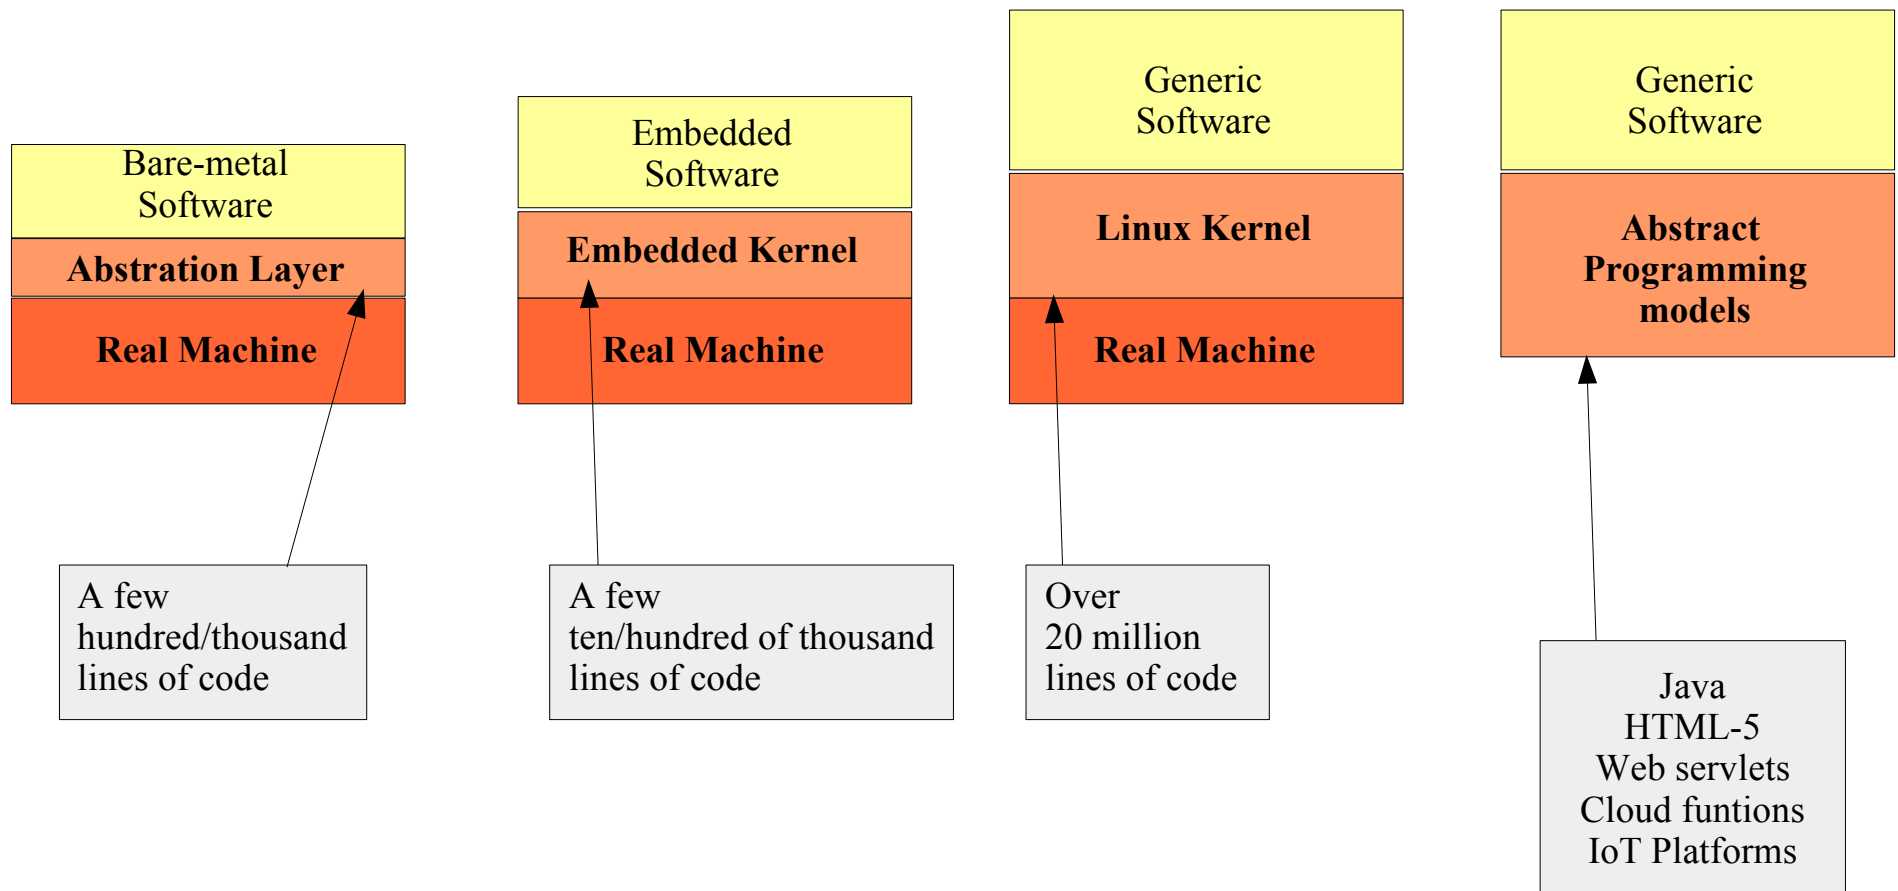 Bare-metal
Software
Abstration Layer
Real Machine
A few
hundred/thousand
lines of code
Embedded
Software
Embedded Kernel
Real Machine
A few
ten/hundred of thousand
lines of code
Generic
Software
Linux Kernel
Real Machine
Over
20 million
lines of code
Generic
Software
Abstract
Programming
models
Java
HTML-5
Web servlets
Cloud funtions
IoT Platforms